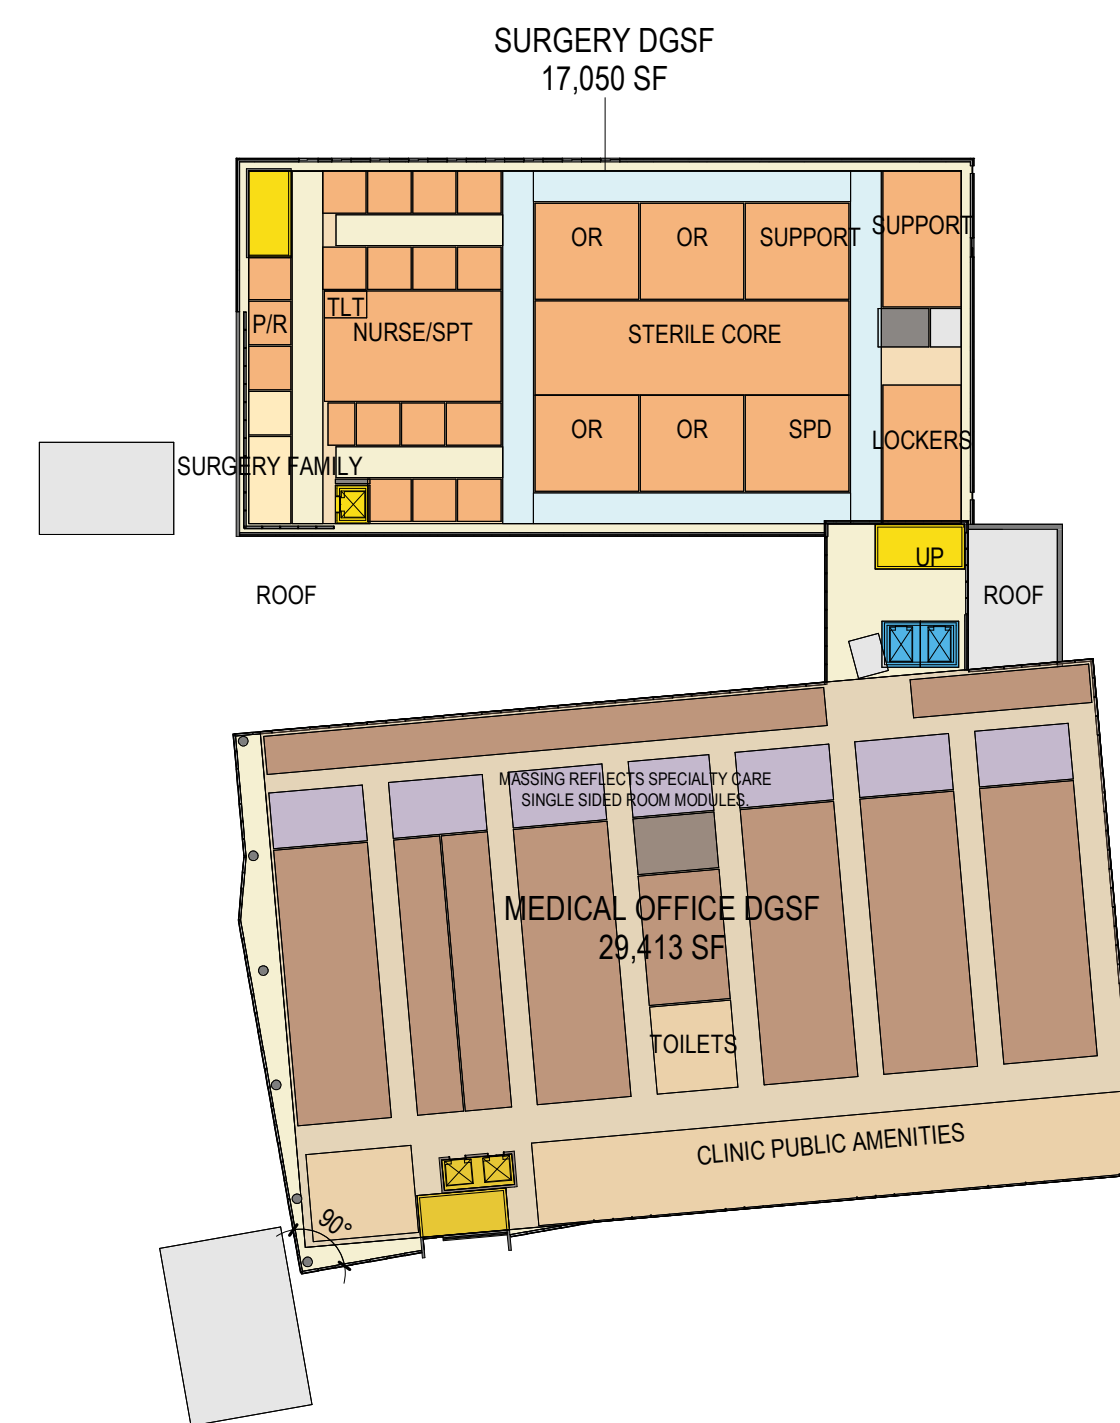 SURGERY DGSF
17,050 SF
OR
OR
SUPPORT
SUPPORT
TLT
P/R
NURSE/SPT
STERILE CORE
OR
OR
SPD
LOCKERS
SURGERY FAMILY
UP
ROOF
ROOF
MASSING REFLECTS SPECIALTY CARE
SINGLE SIDED ROOM MODULES.
MEDICAL OFFICE DGSF
29,413 SF
TOILETS
CLINIC PUBLIC AMENITIES
90°